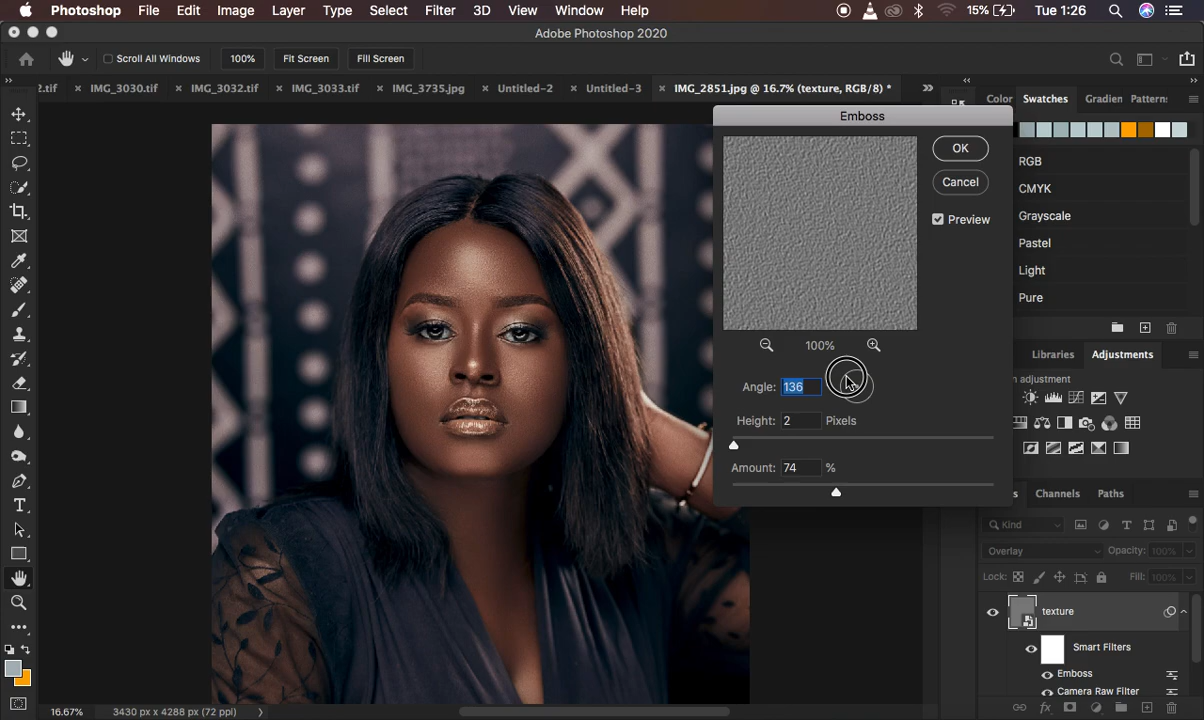 Photoshop File Edit Image Layer Type Select Filter 3D View Window Help 15% Tue 1:26
Adobe Photoshop 2020
Scroll All Windows 100% Fit Screen Fill Screen
2.tif × IMG_3030.tif × IMG_3032.tif × IMG_3033.tif × IMG_3735.jpg × Untitled-2 × Untitled-3 × IMG_2851.jpg @ 16.7% (texture, RGB/8) *
Color Swatches Gradien Pattern
Emboss
OK
Cancel
Preview
100%
Angle: 136
Height: 2 Pixels
Amount: 74 %
RGB
CMYK
Grayscale
Pastel
Light
Pure
Libraries Adjustments
n adjustment
s Channels Paths
Kind
Overlay Opacity: 100%
Lock: Fill: 100%
texture
Smart Filters
Emboss
Camera Raw Filter
16.67% 3430 px x 4288 px (72 ppi)